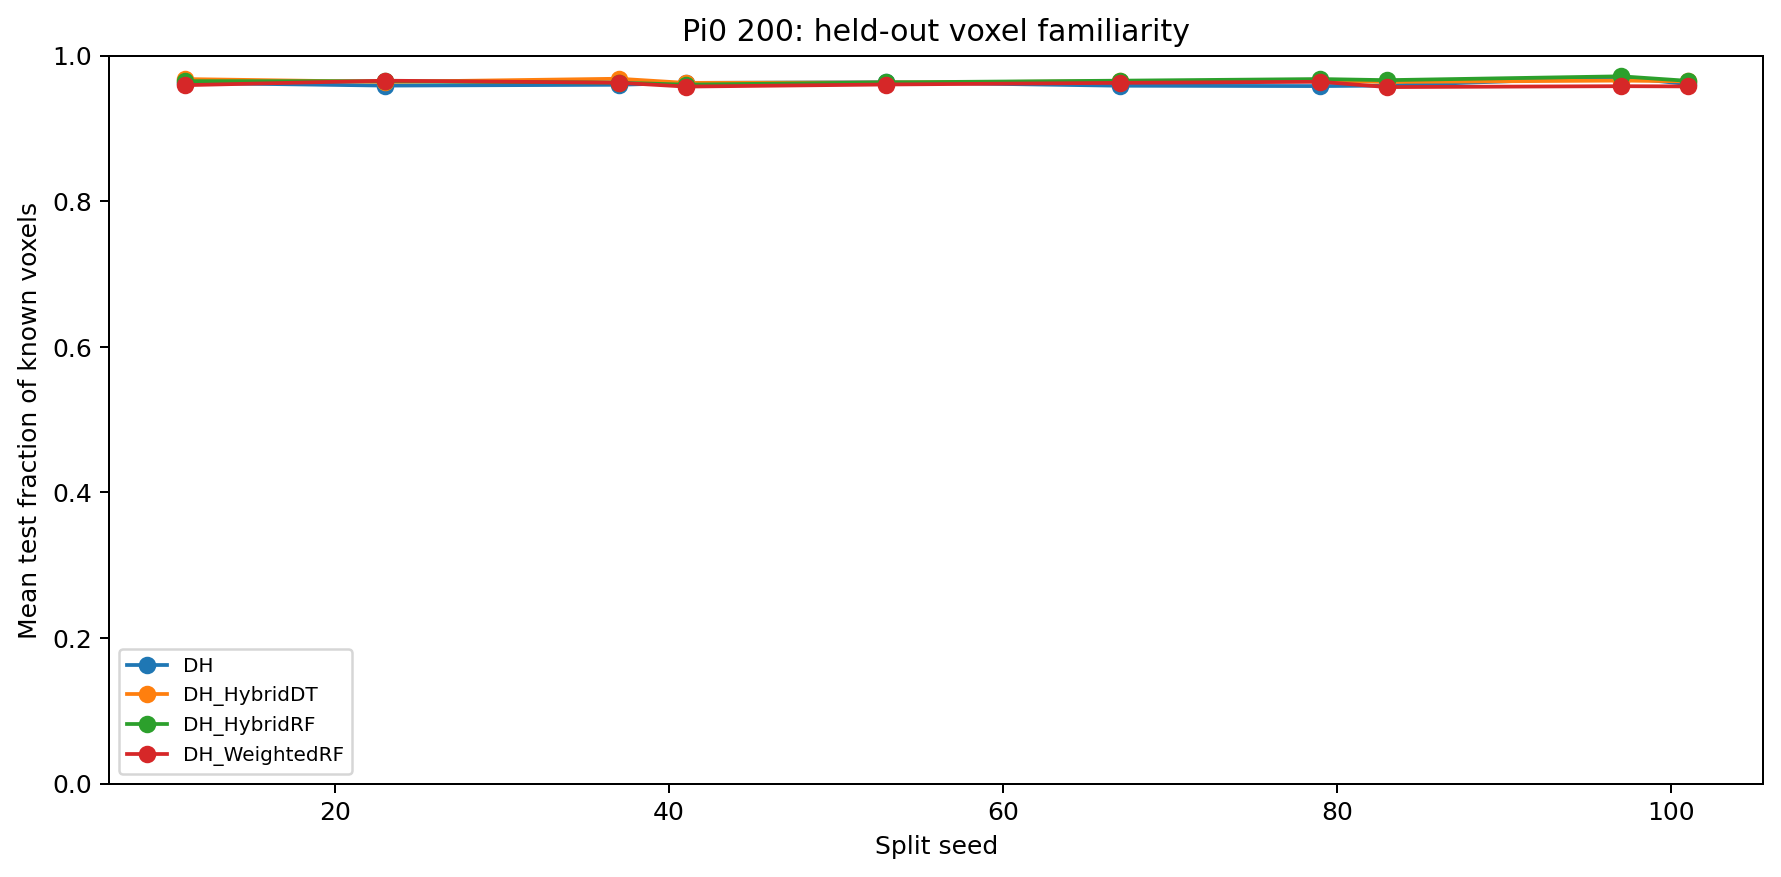 Pi0 200: held-out voxel familiarity
Mean test fraction of known voxels
1.0
0.8
0.6
0.4
0.2
0.0
DH
DH_HybridDT
DH_HybridRF
DH_WeightedRF
20
40
60
80
100
Split seed